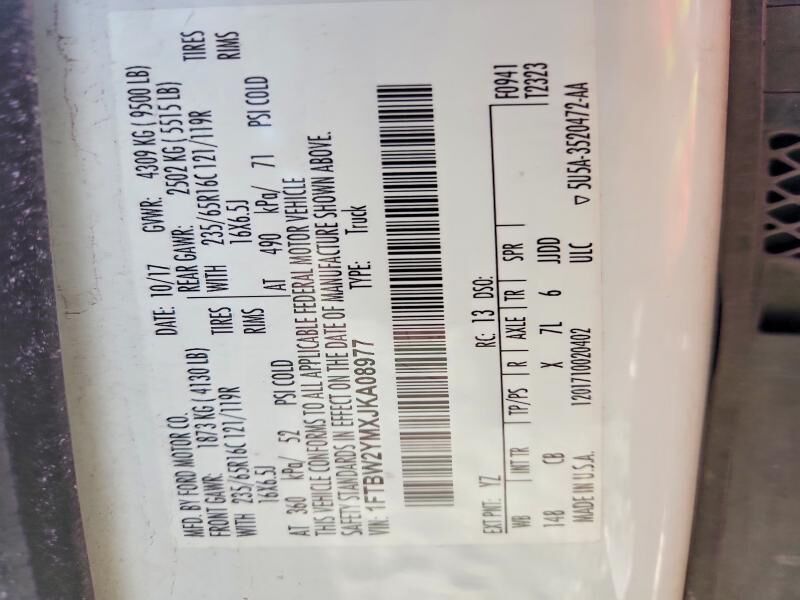 MFD. BY FORD MOTOR CO. DATE: 10/17 GVWR: 4309 KG ( 9500 LB)
FRONT GAWR: REAR GAWR:
1873 KG ( 4130 LB) 2502 KG ( 5515 LB)
WITH TIRES WITH TIRES
235/65R16C 121/119R 235/65R16C 121/119R
16X6.5J RIMS 16X6.5J RIMS
AT 360 kPa/ 52 PSI COLD AT 490 kPa/ 71 PSI COLD
THIS VEHICLE CONFORMS TO ALL APPLICABLE FEDERAL MOTOR VEHICLE
SAFETY STANDARDS IN EFFECT ON THE DATE OF MANUFACTURE SHOWN ABOVE.
VIN: 1FTBW2YMXJKA08977 TYPE: Truck
EXT PNT: YZ RC: 13 DSO: F0941
WB INT TR TP/PS R AXLE TR SPR T2323
148 CB X 7L 6 JJDD
MADE IN U.S.A. 1201710020402 ULC ▽ 5U5A-3520472-AA